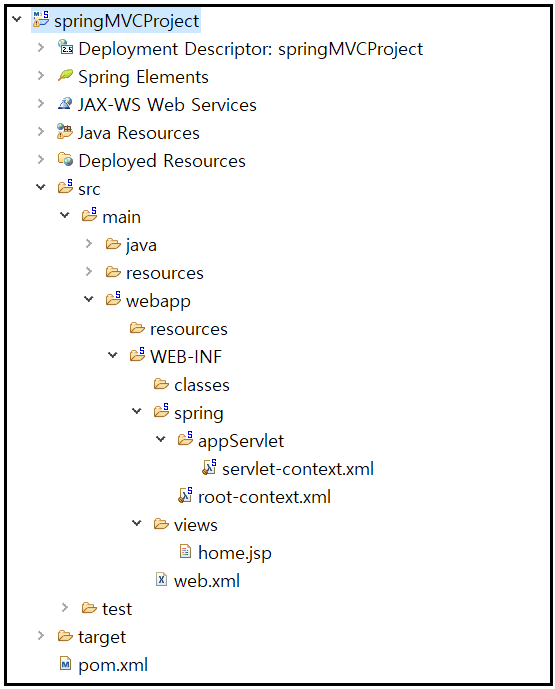 springMVCProject
Deployment Descriptor: springMVCProject
Spring Elements
JAX-WS Web Services
Java Resources
Deployed Resources
src
main
java
resources
webapp
resources
WEB-INF
classes
spring
appServlet
servlet-context.xml
root-context.xml
views
home.jsp
web.xml
test
target
pom.xml